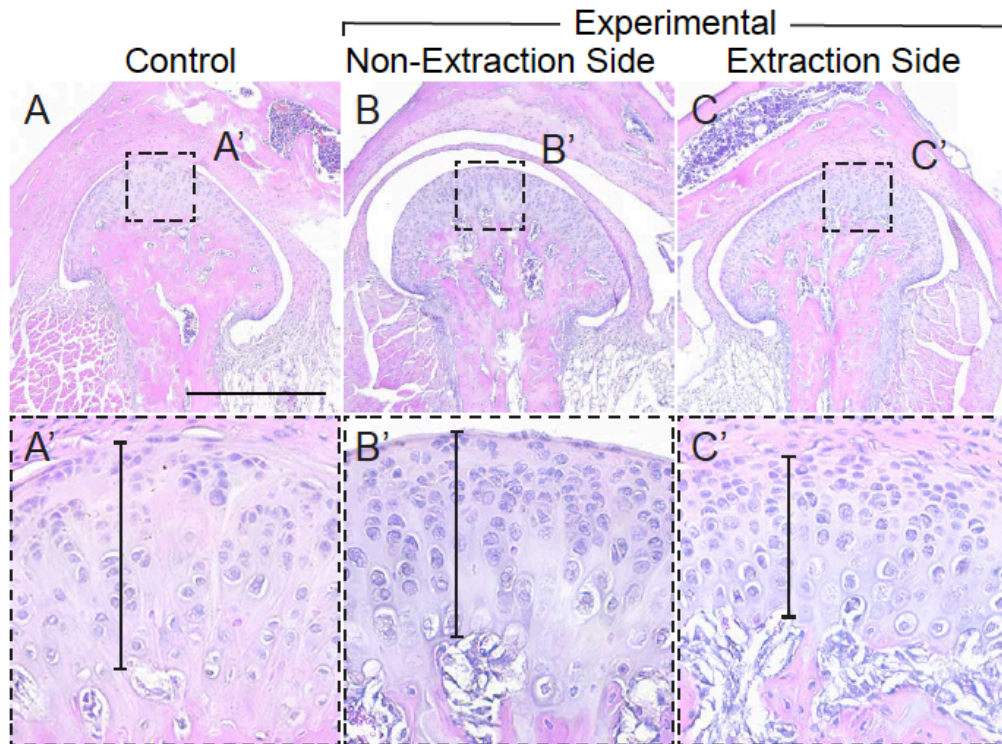 Experimental
Control Non-Extraction Side Extraction Side
A B C
A' B' C'
A' B' C'